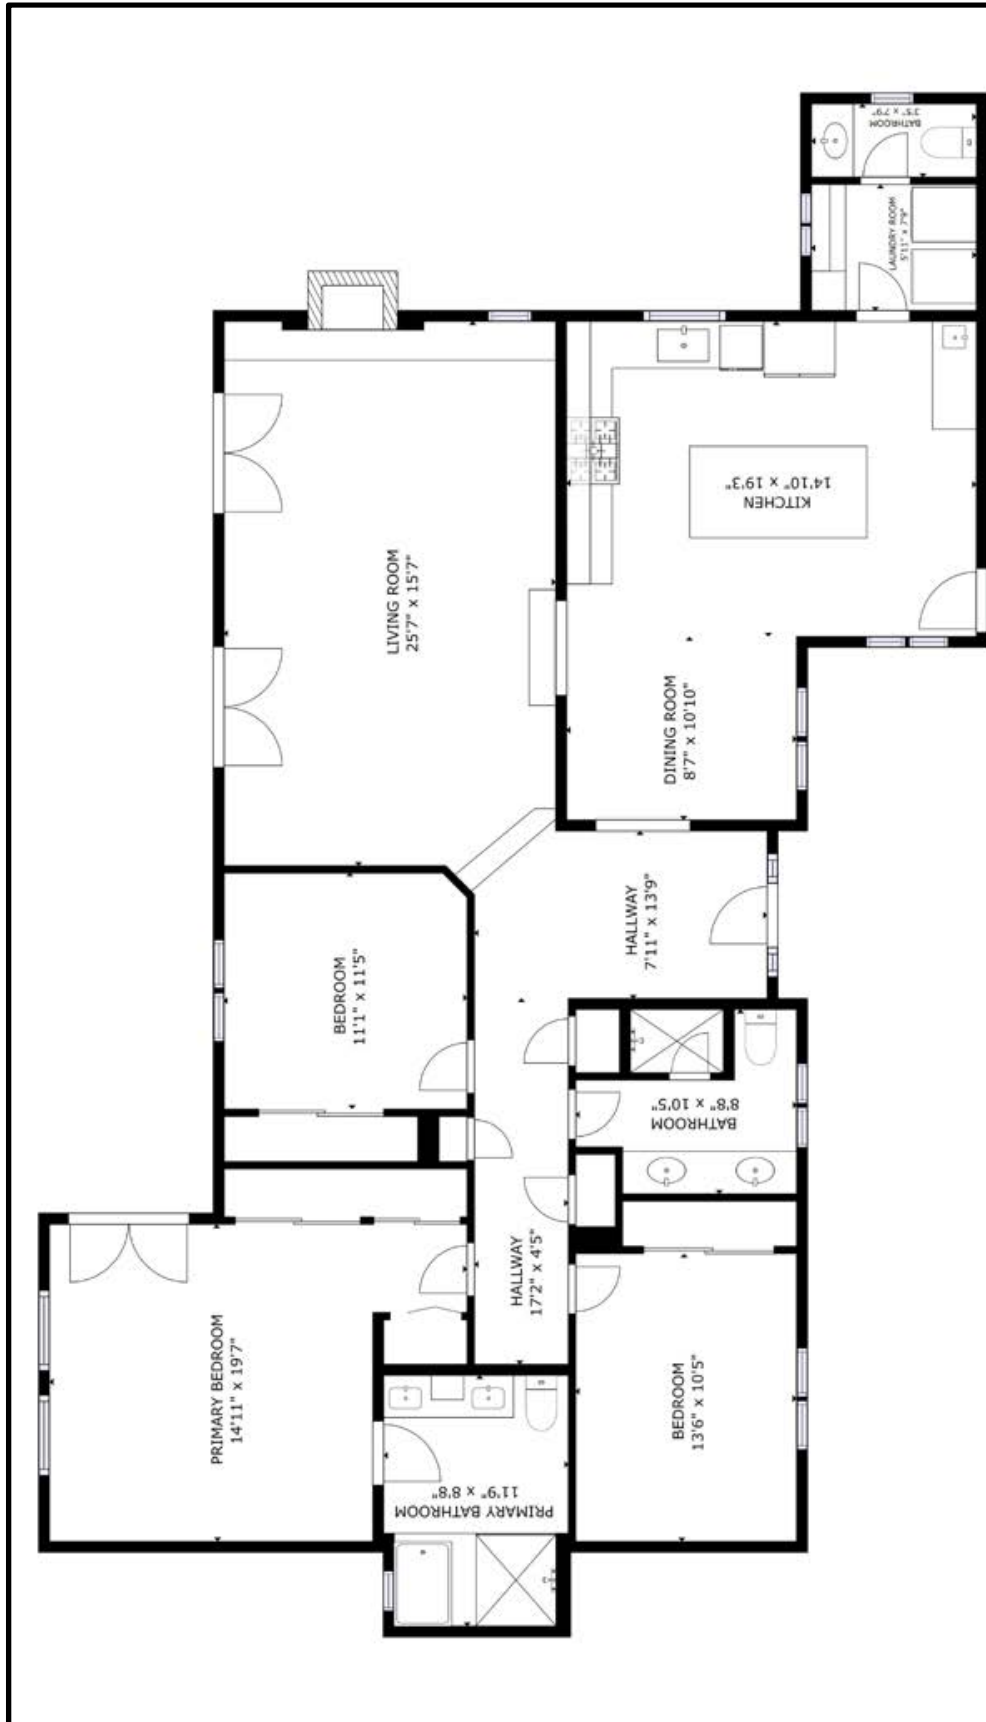 BATHROOM
3'5" x 7'9"
LAUNDRY ROOM
5'11" x 7'9"
KITCHEN
14'10" x 19'3"
LIVING ROOM
25'7" x 15'7"
DINING ROOM
8'7" x 10'10"
HALLWAY
7'11" x 13'9"
BEDROOM
11'1" x 11'5"
BATHROOM
8'8" x 10'5"
HALLWAY
17'2" x 4'5"
PRIMARY BEDROOM
14'11" x 19'7"
BEDROOM
13'6" x 10'5"
PRIMARY BATHROOM
11'9" x 8'8"